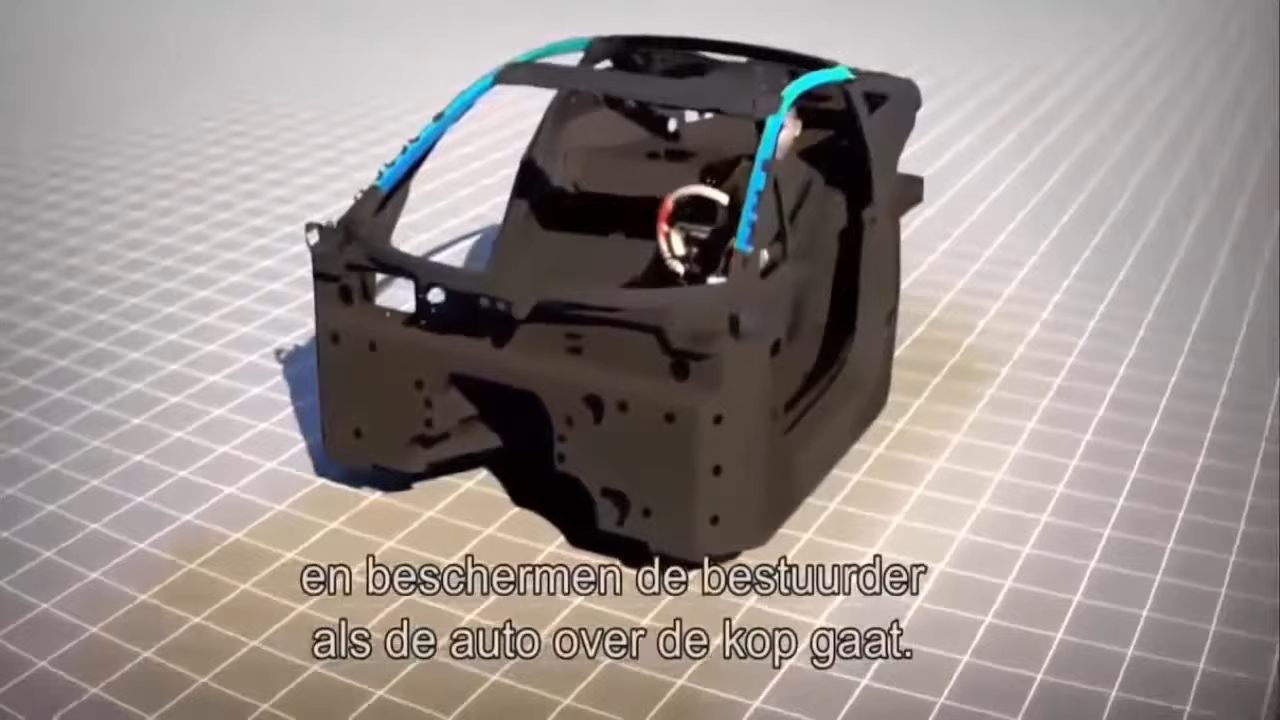 en beschermen de bestuurder
als de auto over de kop gaat.